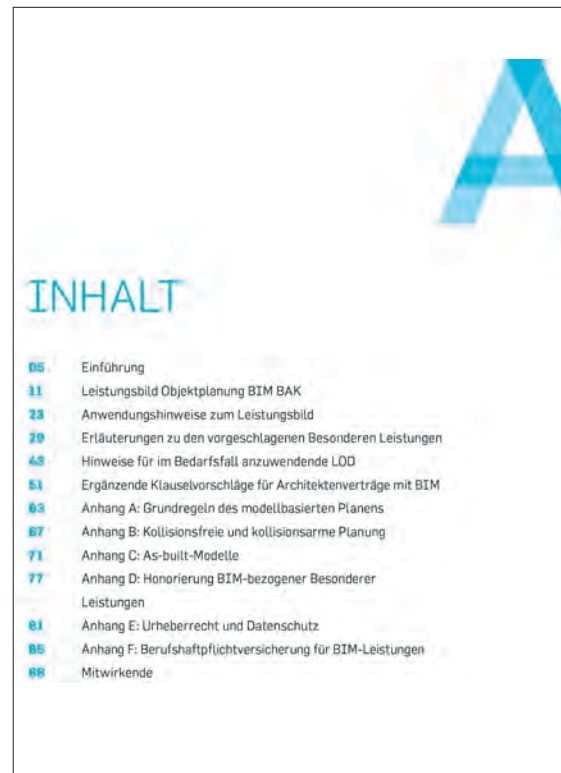 A
INHALT
05 Einführung
11 Leistungsbild Objektplanung BIM BAK
23 Anwendungshinweise zum Leistungsbild
29 Erläuterungen zu den vorgeschlagenen Besonderen Leistungen
43 Hinweise für im Bedarfsfall anzuwendende LOD
51 Ergänzende Klauselvorschläge für Architektenverträge mit BIM
63 Anhang A: Grundregeln des modellbasierten Planens
67 Anhang B: Kollisionsfreie und kollisionsarme Planung
71 Anhang C: As-built-Modelle
77 Anhang D: Honorierung BIM-bezogener Besonderer
Leistungen
81 Anhang E: Urheberrecht und Datenschutz
85 Anhang F: Berufshaftpflichtversicherung für BIM-Leistungen
88 Mitwirkende